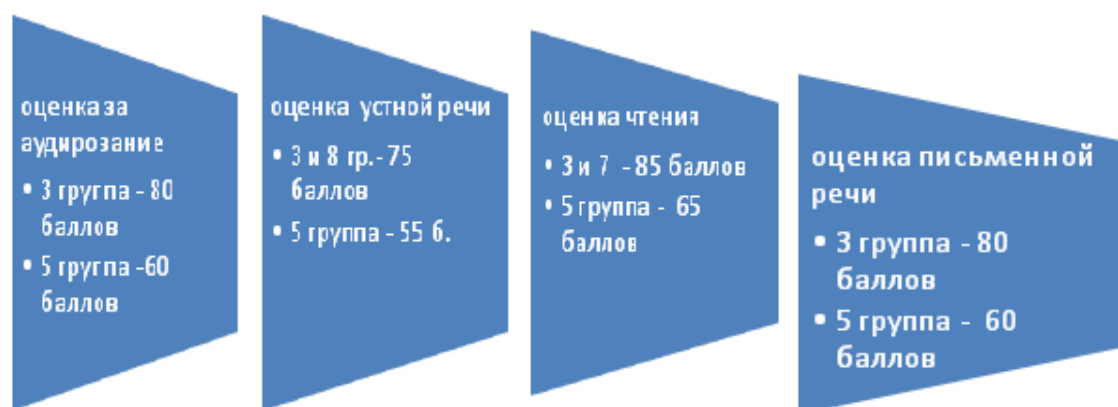 оценка за
аудирозание
• 3 группа - 80
баллов
• 5 группа -60
баллов
оценка устной речи
• 3 и 8 гр.- 75
баллов
• 5 группа - 55 б.
оценка чтения
• 3 и 7 - 85 баллов
• 5 группа - 65
баллов
оценка письменной
речи
• 3 группа - 80
баллов
• 5 группа - 60
баллов